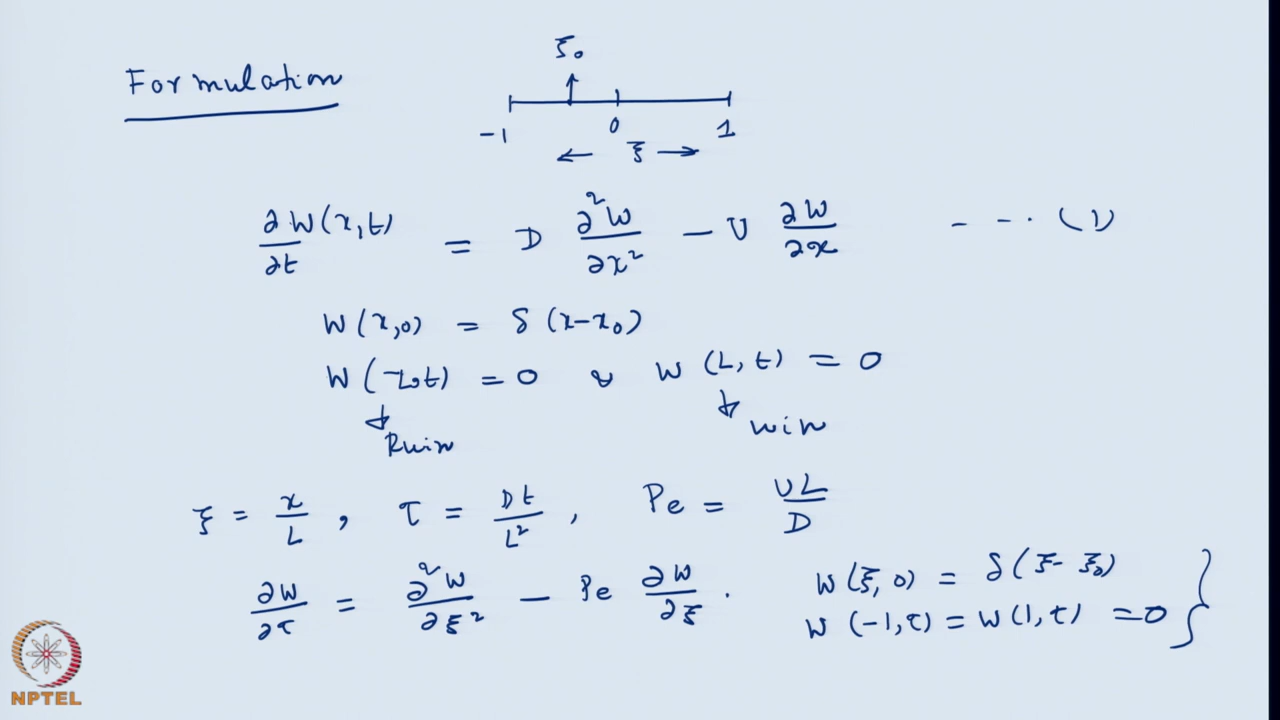 Formulation
ξ₀
-1 0 1
← ξ →
∂W(x,t)/∂t = D ∂²W/∂x² - U ∂W/∂x - - · (1)
W(x,0) = δ(x-x₀)
W(-L,t) = 0 & W(L,t) = 0
Ruin win
ξ = x/L, τ = Dt/L², Pe = UL/D
∂W/∂τ = ∂²W/∂ξ² - Pe ∂W/∂ξ. W(ξ,0) = δ(ξ-ξ₀)
W(-1,τ) = W(1,τ) = 0 }
NPTEL